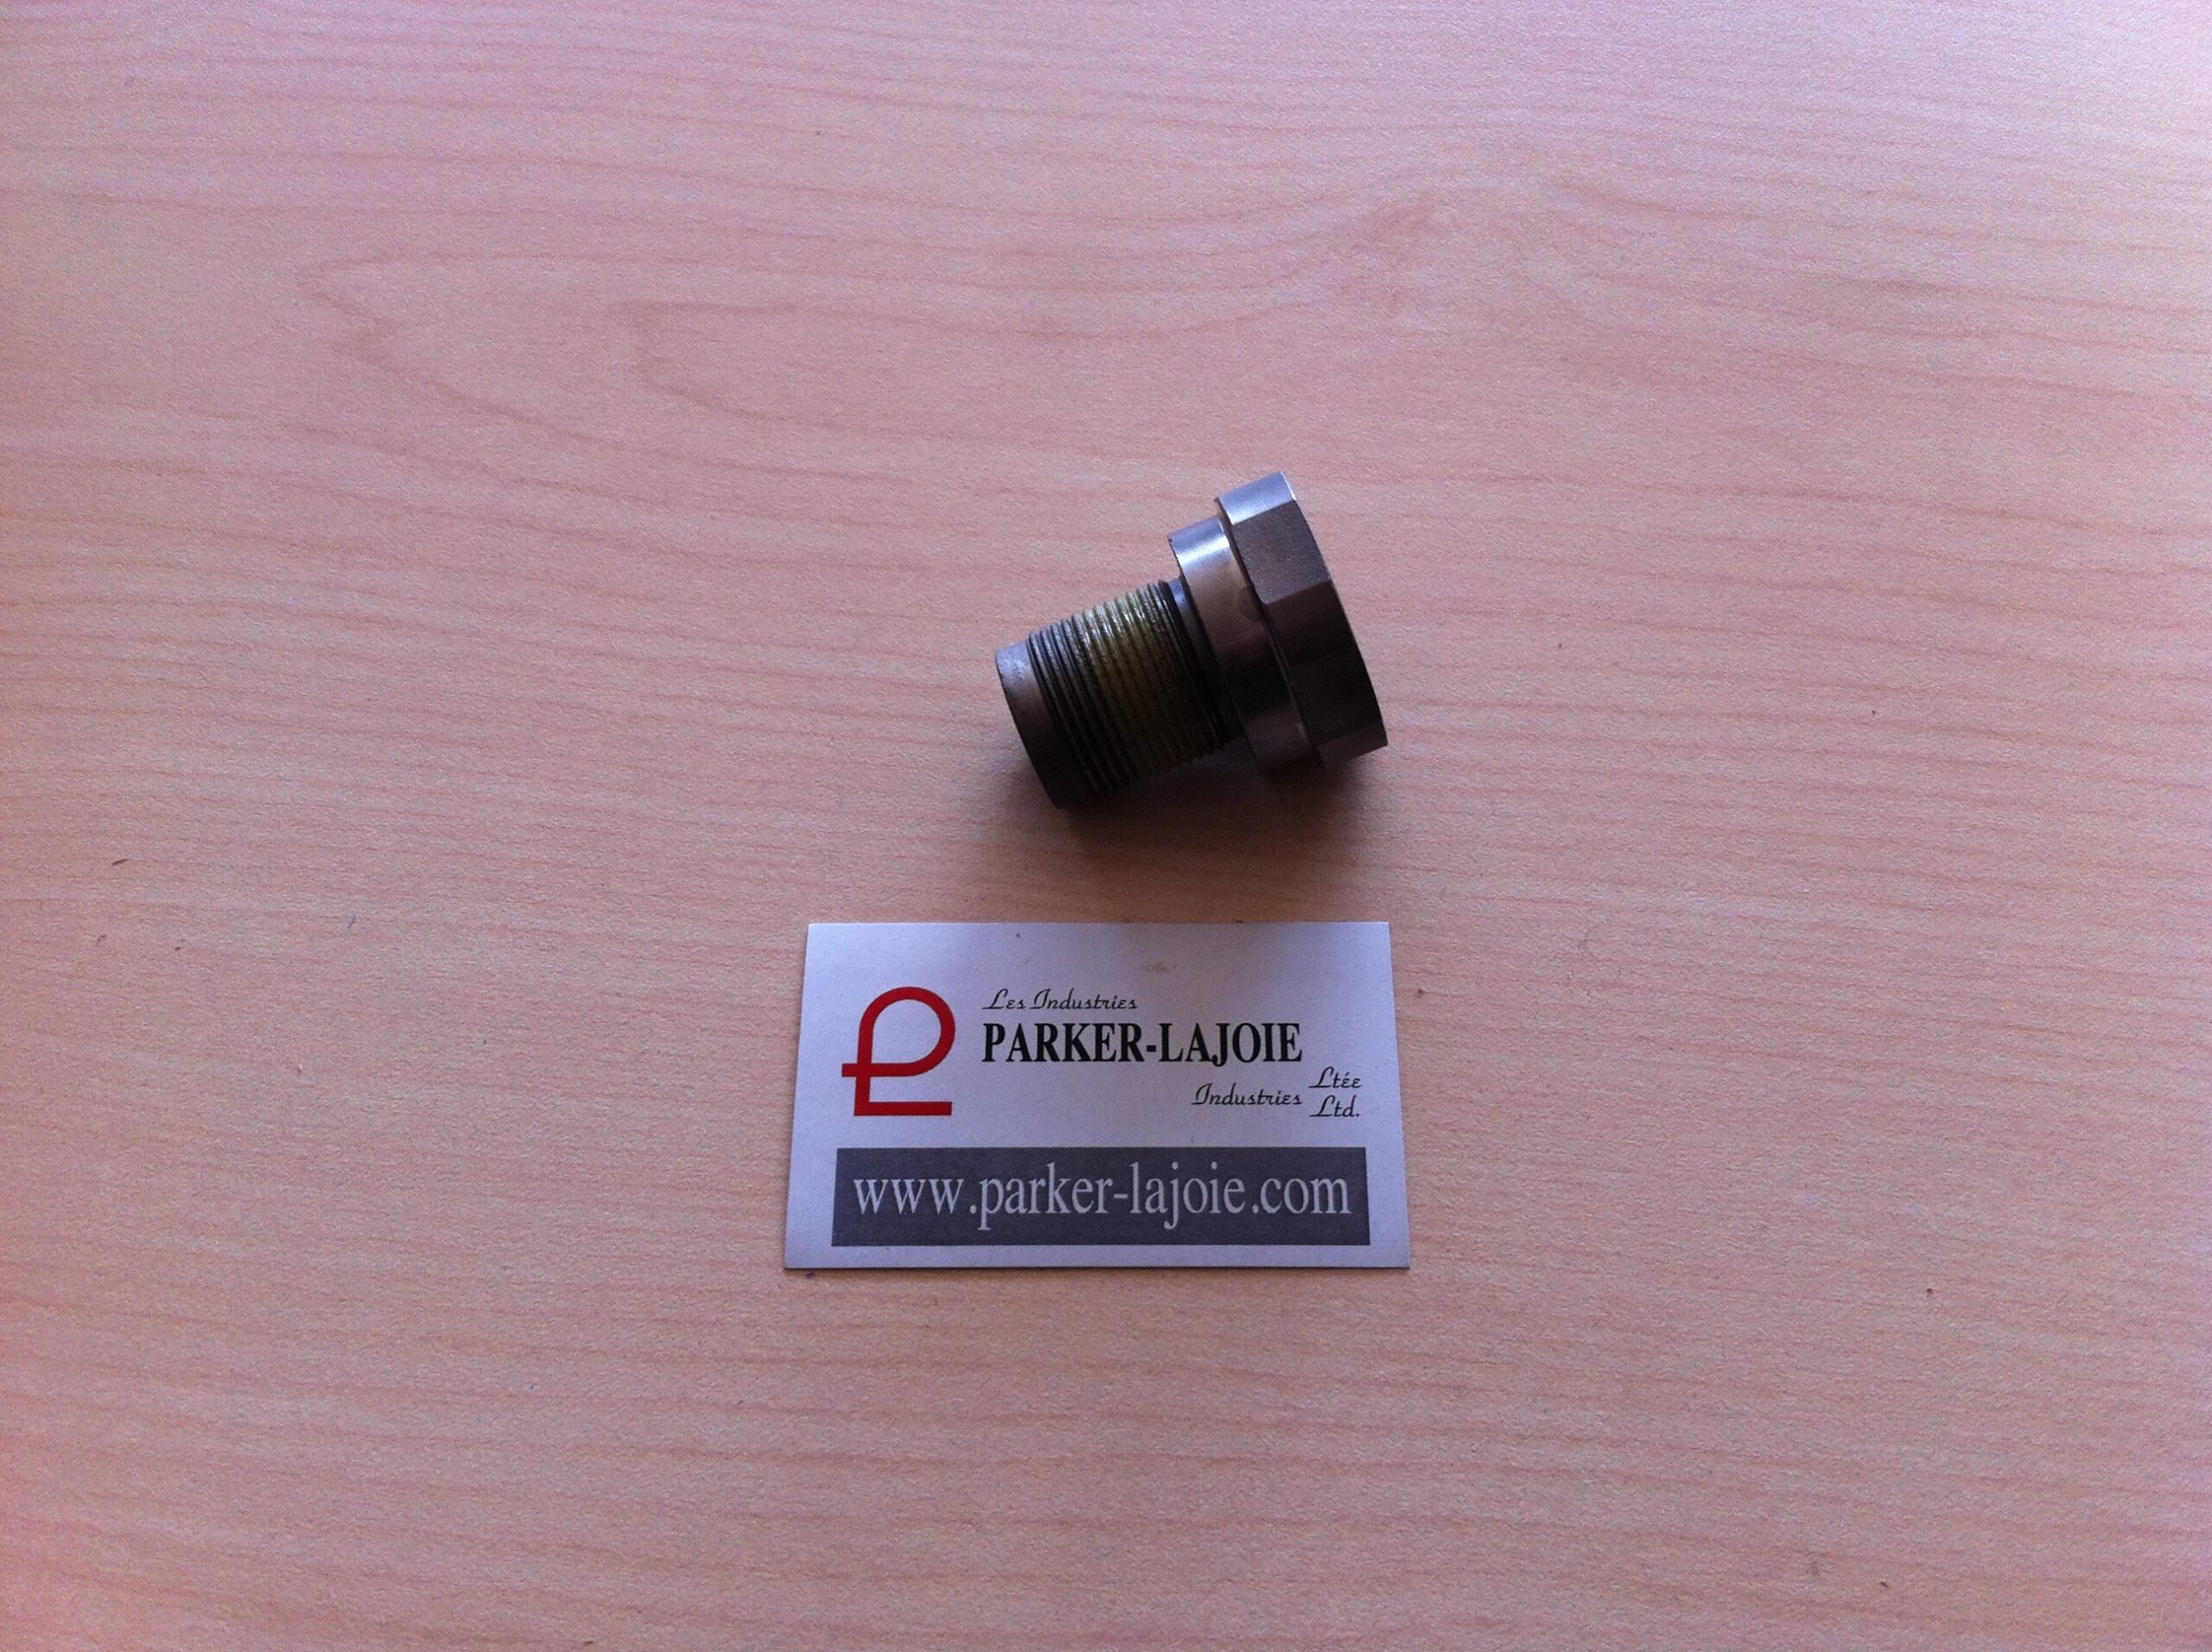 Les Industries
PARKER-LAJOIE
Ltée
Industries Ltd.
www.parker-lajoie.com